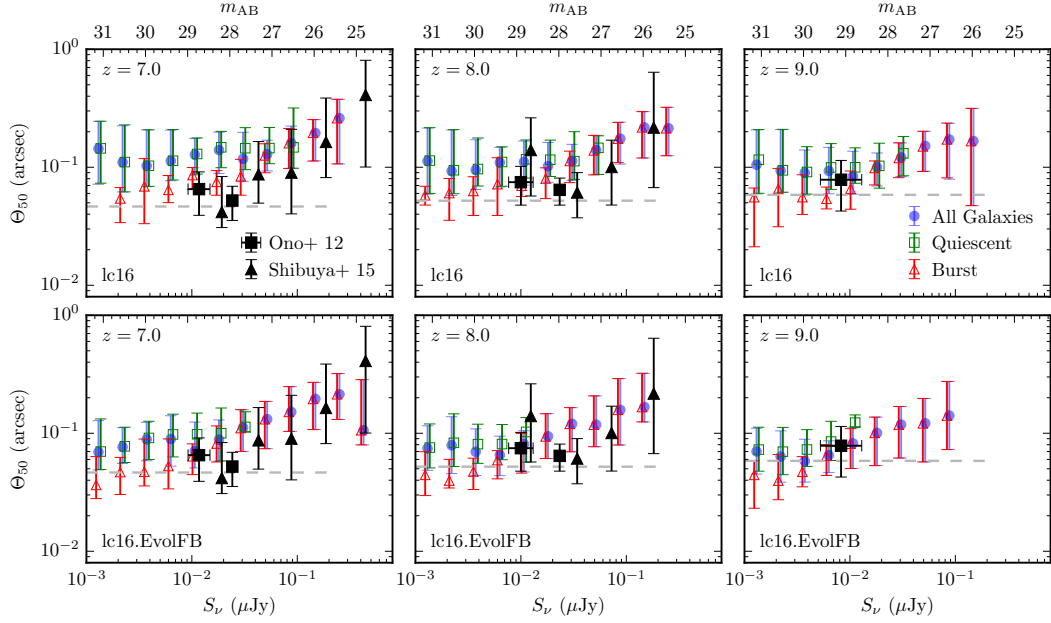 m_AB m_AB m_AB
31 30 29 28 27 26 25 31 30 29 28 27 26 25 31 30 29 28 27 26 25
10^0
z = 7.0 z = 8.0 z = 9.0
Θ_50 (arcsec)
10^-1
Ono+ 12 All Galaxies
Shibuya+ 15 Quiescent
Burst
lc16 lc16 lc16
10^-2
10^0
z = 7.0 z = 8.0 z = 9.0
Θ_50 (arcsec)
10^-1
lc16.EvolFB lc16.EvolFB lc16.EvolFB
10^-2
10^-3 10^-2 10^-1 10^-3 10^-2 10^-1 10^-3 10^-2 10^-1
S_ν (μJy) S_ν (μJy) S_ν (μJy)